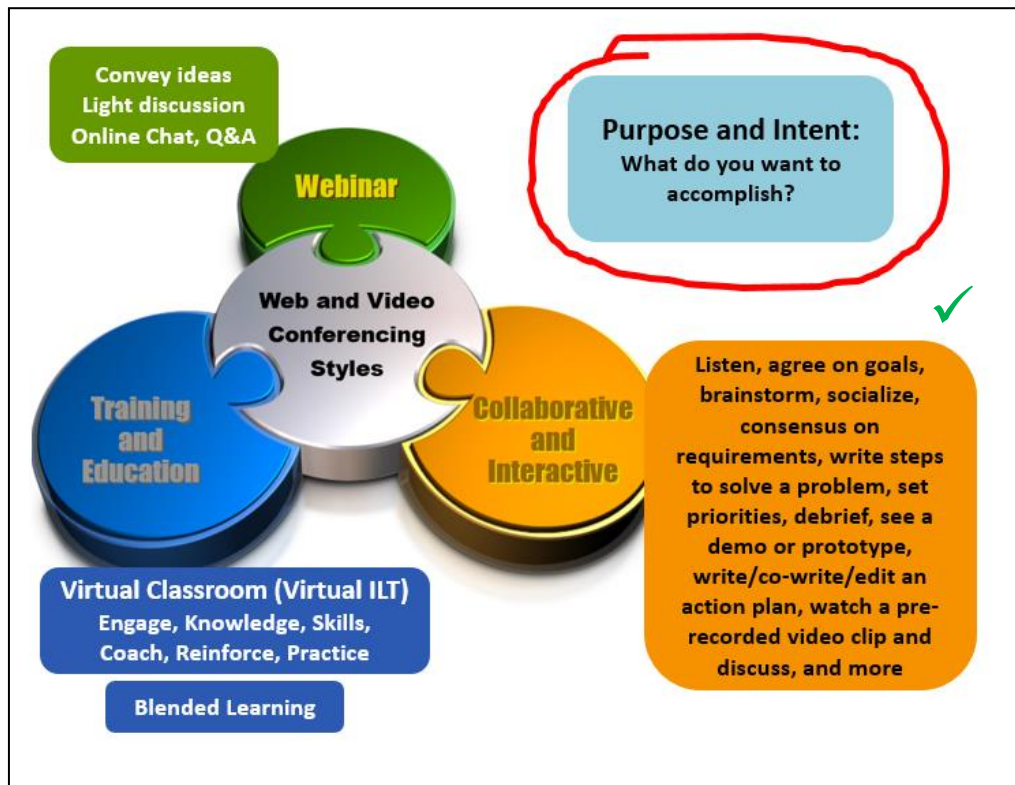 Convey ideas
Light discussion
Online Chat, Q&A
Webinar
Purpose and Intent:
What do you want to
accomplish?
Web and Video
Conferencing
Styles
Training
and
Education
Collaborative
and
Interactive
Listen, agree on goals,
brainstorm, socialize,
consensus on
requirements, write steps
to solve a problem, set
priorities, debrief, see a
demo or prototype,
write/co-write/edit an
action plan, watch a pre-
recorded video clip and
discuss, and more
Virtual Classroom (Virtual ILT)
Engage, Knowledge, Skills,
Coach, Reinforce, Practice
Blended Learning